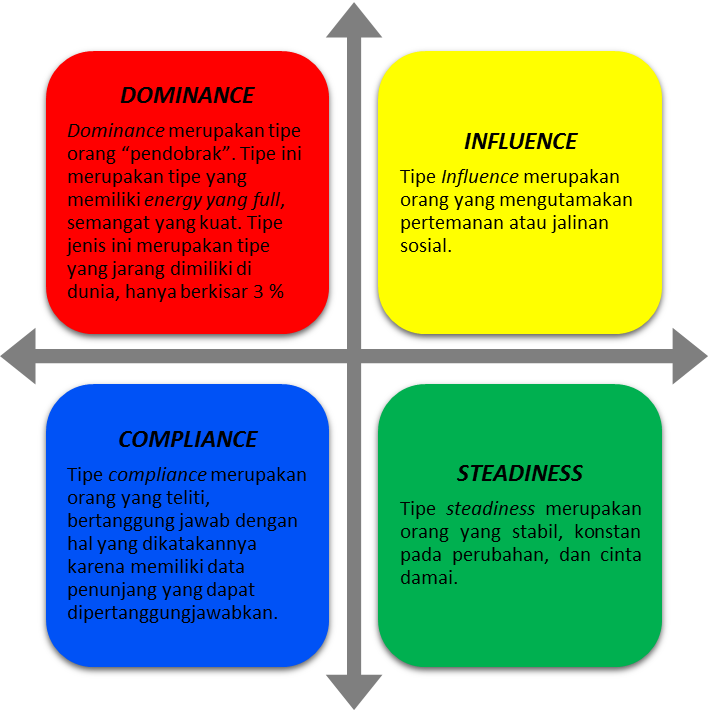 DOMINANCE
Dominance merupakan tipe
orang “pendobrak”. Tipe ini
merupakan tipe yang
memiliki energy yang full,
semangat yang kuat. Tipe
jenis ini merupakan tipe
yang jarang dimiliki di
dunia, hanya berkisar 3 %
INFLUENCE
Tipe Influence merupakan
orang yang mengutamakan
pertemanan atau jalinan
sosial.
COMPLIANCE
Tipe compliance merupakan
orang yang teliti,
bertanggung jawab dengan
hal yang dikatakannya
karena memiliki data
penunjang yang dapat
dipertanggungjawabkan.
STEADINESS
Tipe steadiness merupakan
orang yang stabil, konstan
pada perubahan, dan cinta
damai.